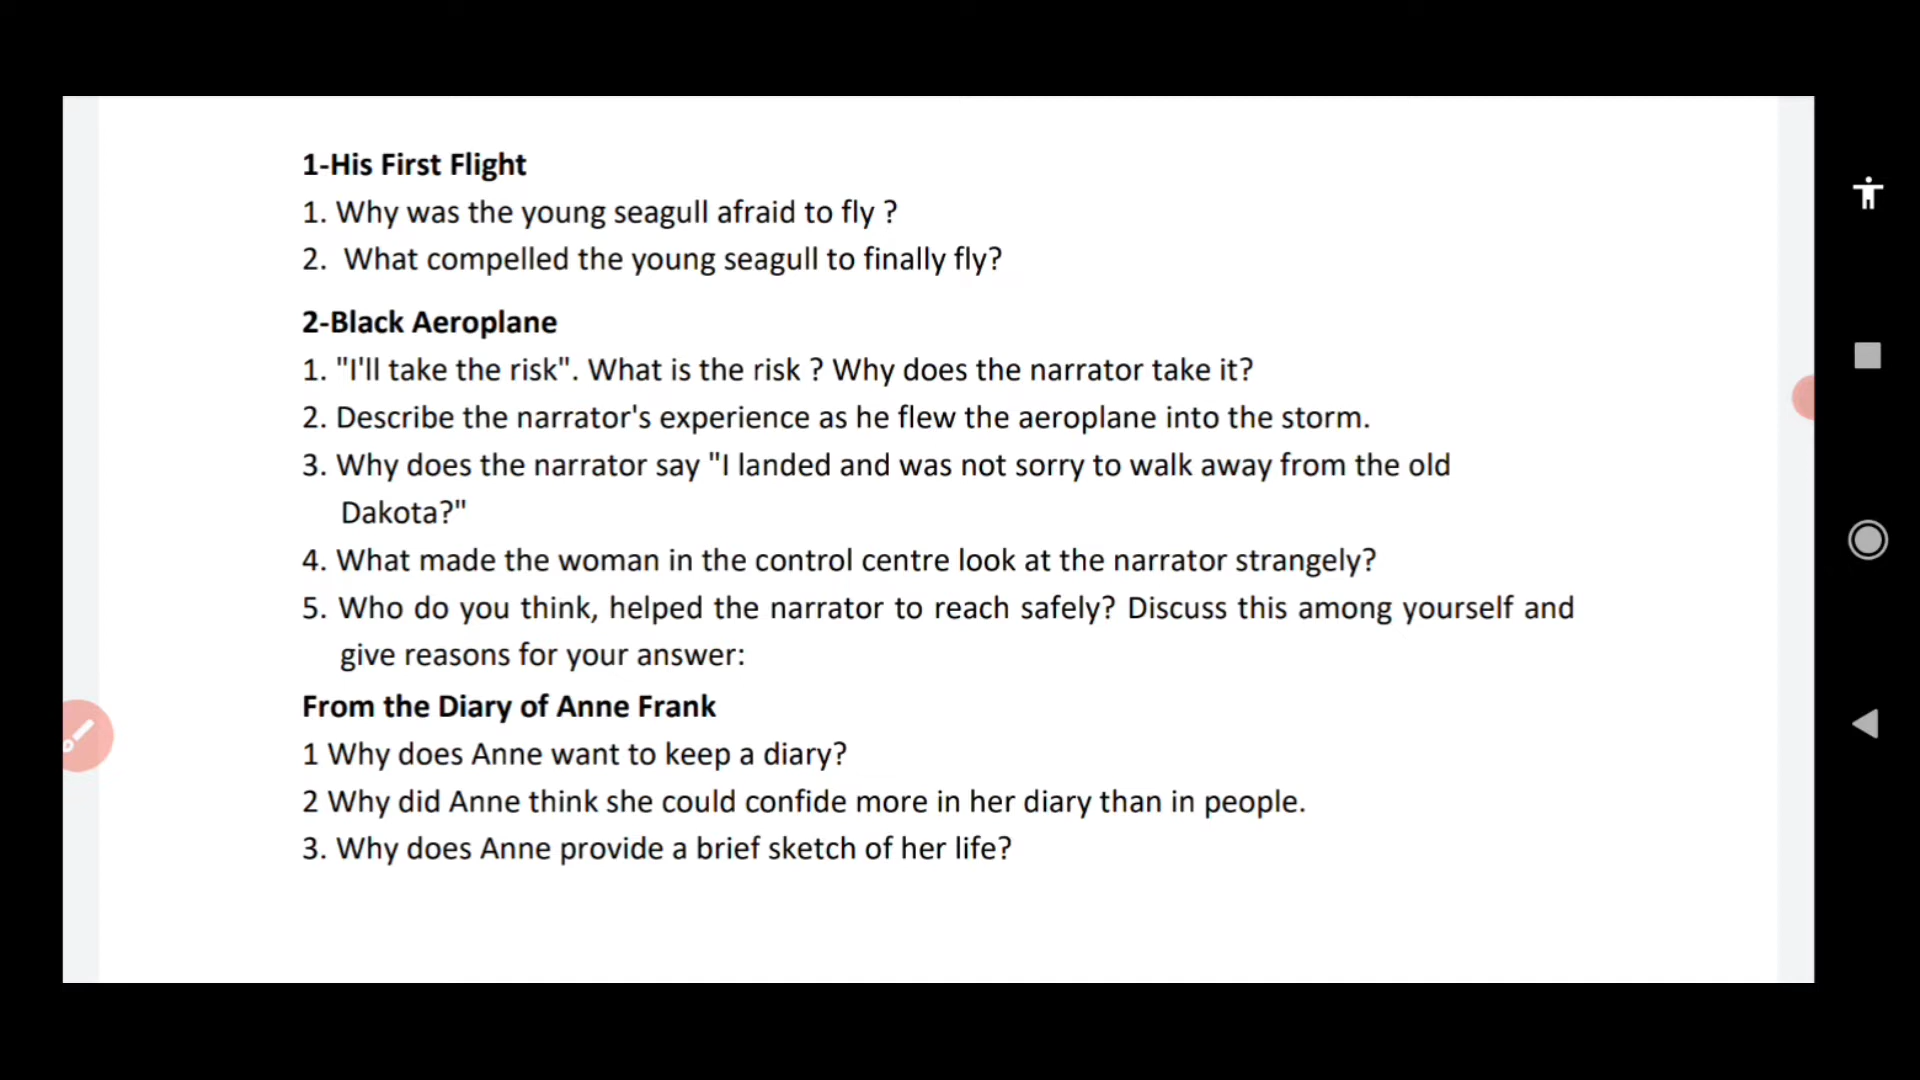 1-His First Flight
1. Why was the young seagull afraid to fly ?
2.  What compelled the young seagull to finally fly?
2-Black Aeroplane
1. "I'll take the risk". What is the risk ? Why does the narrator take it?
2. Describe the narrator's experience as he flew the aeroplane into the storm.
3. Why does the narrator say "I landed and was not sorry to walk away from the old
Dakota?"
4. What made the woman in the control centre look at the narrator strangely?
5. Who do you think, helped the narrator to reach safely? Discuss this among yourself and
give reasons for your answer:
From the Diary of Anne Frank
1 Why does Anne want to keep a diary?
2 Why did Anne think she could confide more in her diary than in people.
3. Why does Anne provide a brief sketch of her life?